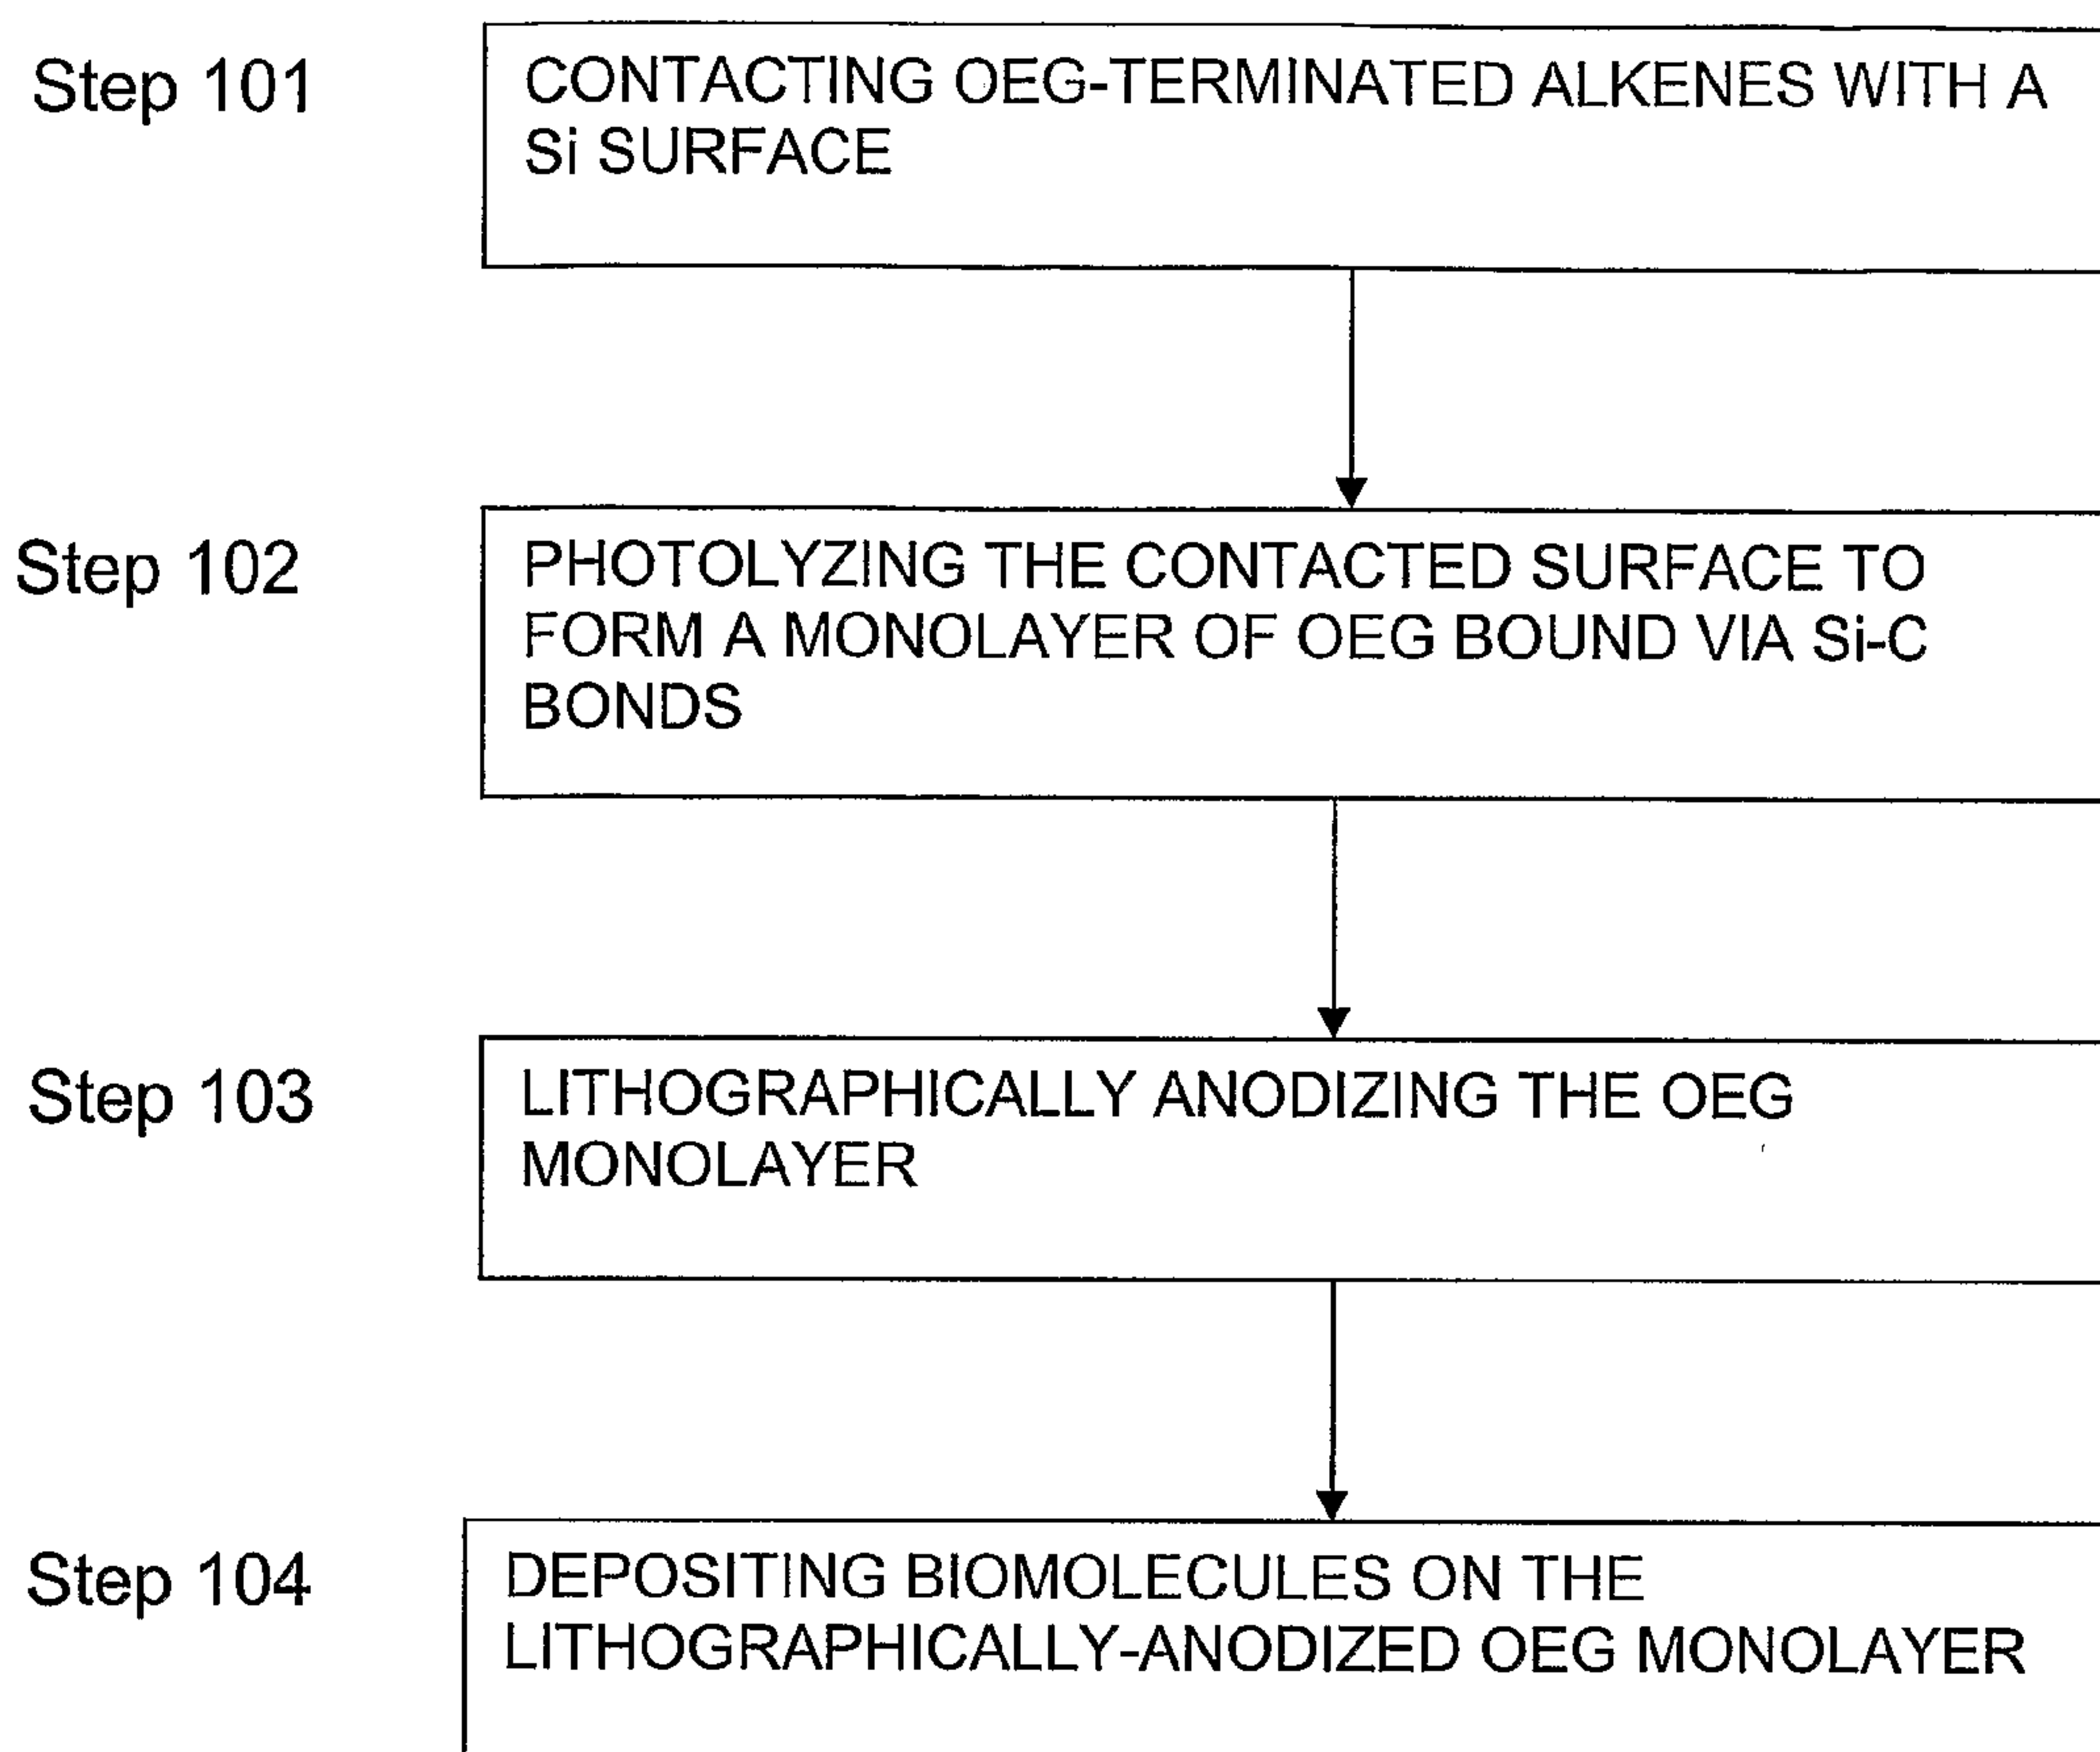 Step 101
CONTACTING OEG-TERMINATED ALKENES WITH A
Si SURFACE
Step 102
PHOTOLYZING THE CONTACTED SURFACE TO
FORM A MONOLAYER OF OEG BOUND VIA Si-C
BONDS
Step 103
LITHOGRAPHICALLY ANODIZING THE OEG
MONOLAYER
Step 104
DEPOSITING BIOMOLECULES ON THE
LITHOGRAPHICALLY-ANODIZED OEG MONOLAYER